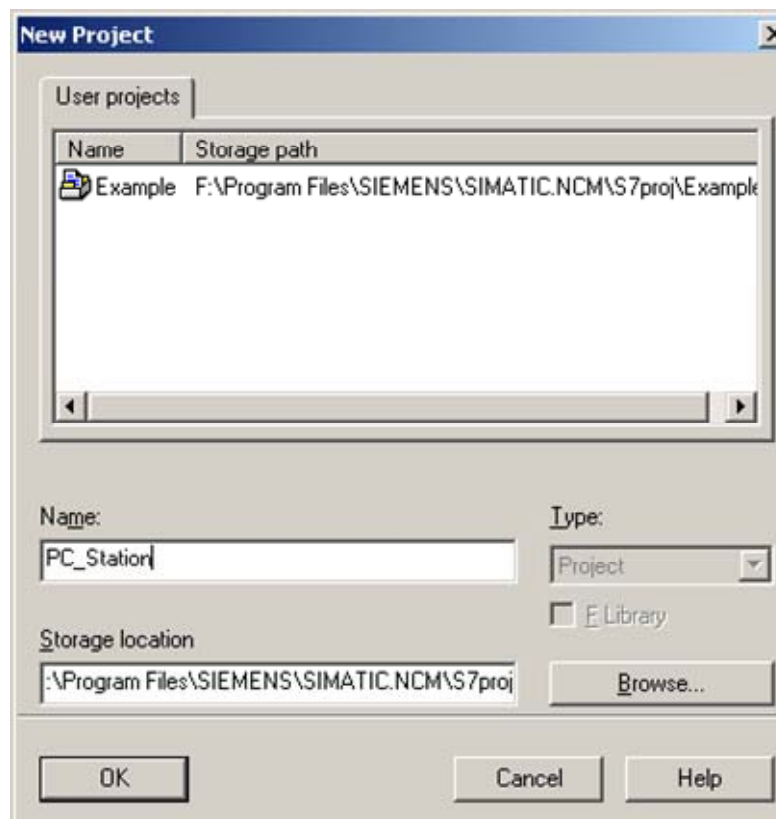 New Project
User projects
Name Storage path
Example F:\Program Files\SIEMENS\SIMATIC.NCM\S7proj\Example
Name: Type:
PC_Station Project
F Library
Storage location
:\Program Files\SIEMENS\SIMATIC.NCM\S7proj Browse...
OK Cancel Help